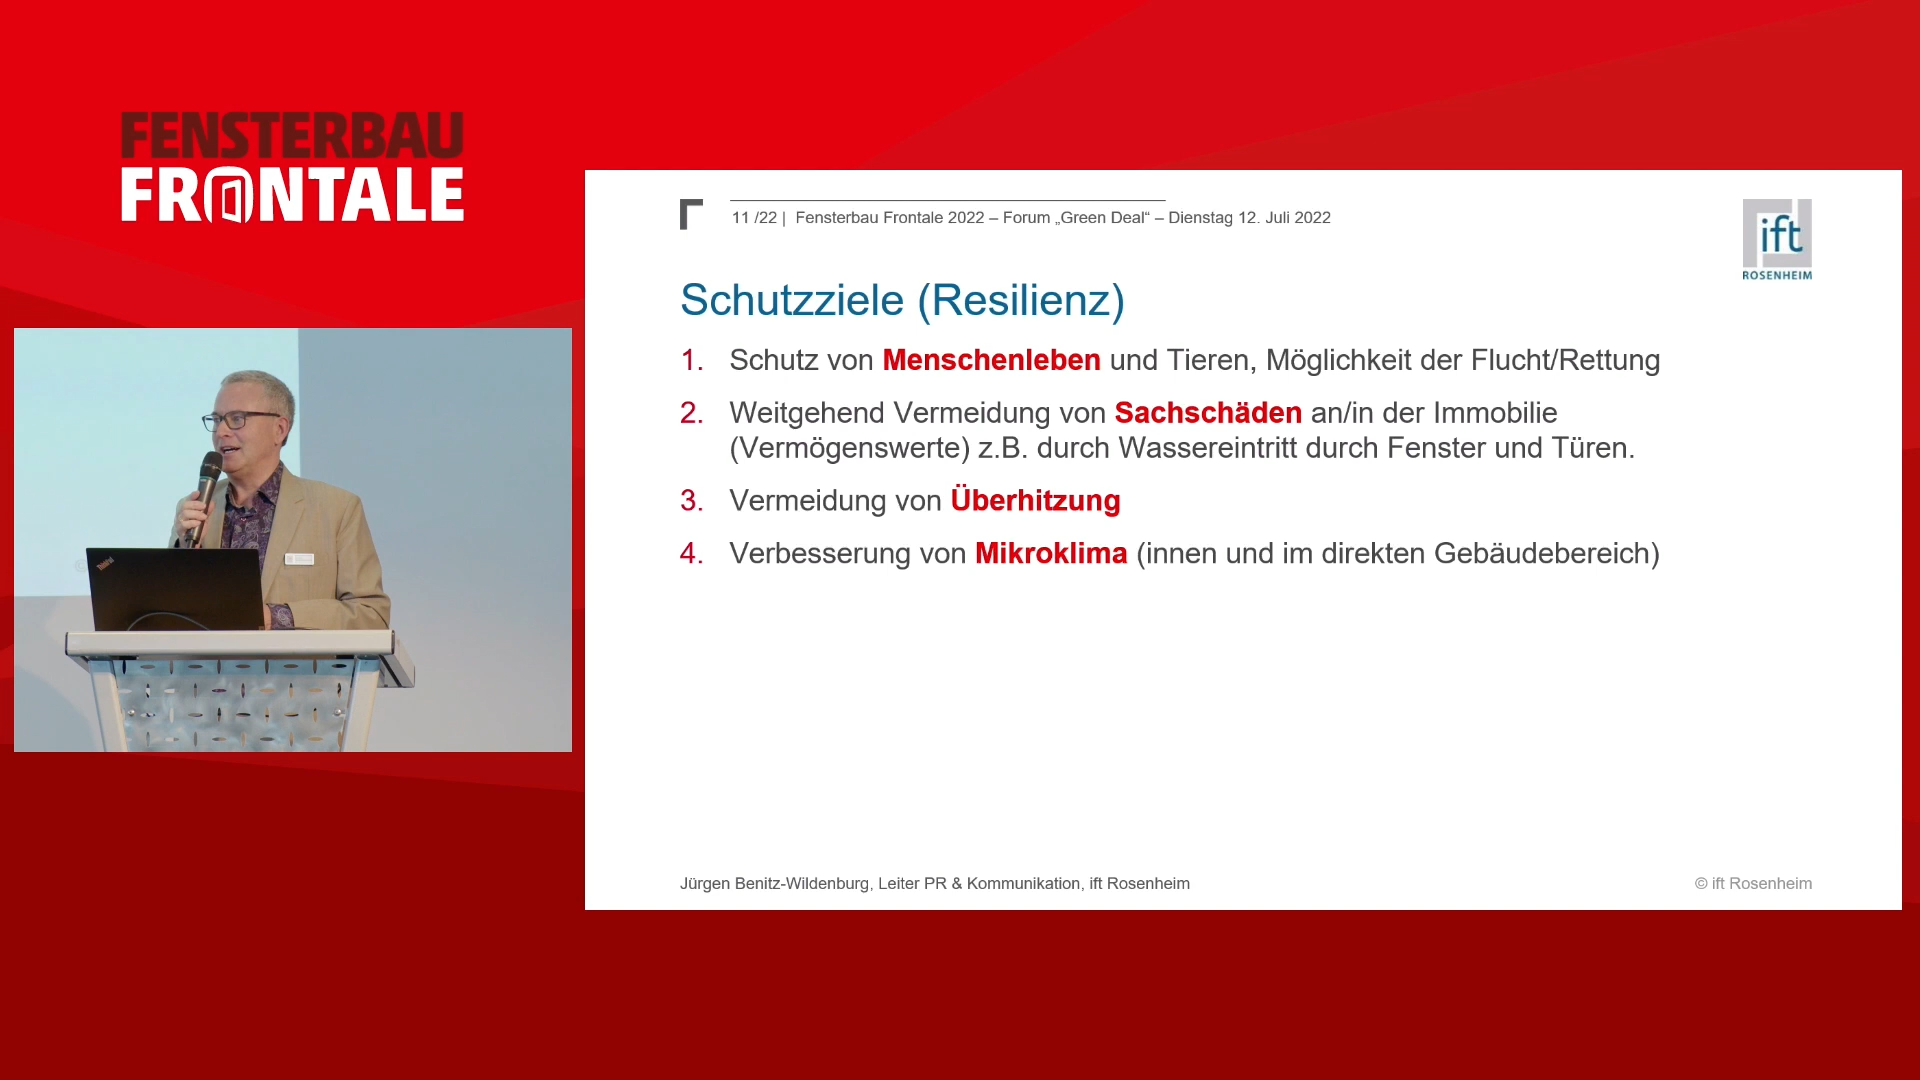 FENSTERBAU
FRONTALE
11 /22 | Fensterbau Frontale 2022 – Forum „Green Deal“ – Dienstag 12. Juli 2022
ift
ROSENHEIM
Schutzziele (Resilienz)
1. Schutz von Menschenleben und Tieren, Möglichkeit der Flucht/Rettung
2. Weitgehend Vermeidung von Sachschäden an/in der Immobilie
(Vermögenswerte) z.B. durch Wassereintritt durch Fenster und Türen.
3. Vermeidung von Überhitzung
4. Verbesserung von Mikroklima (innen und im direkten Gebäudebereich)
ThinkPad
Jürgen Benitz-Wildenburg, Leiter PR & Kommunikation, ift Rosenheim
© ift Rosenheim